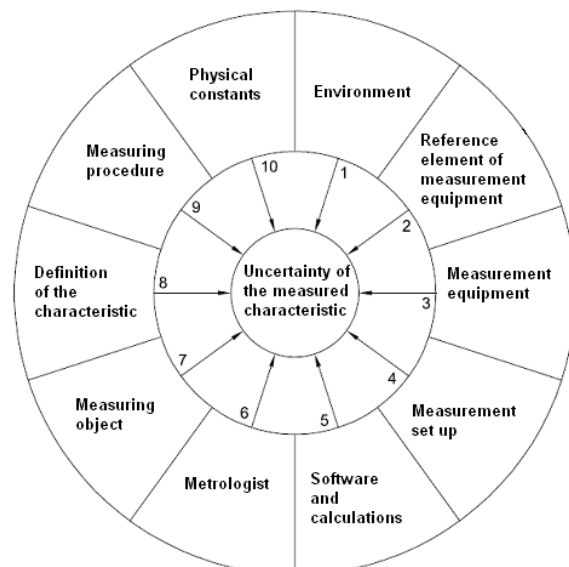 Physical
constants
Environment
Reference
element of
measurement
equipment
Measurement
equipment
Measurement
set up
Software
and
calculations
Metrologist
Measuring
object
Definition
of the
characteristic
Measuring
procedure
10
1
2
3
4
5
6
7
8
9
Uncertainty of
the measured
characteristic